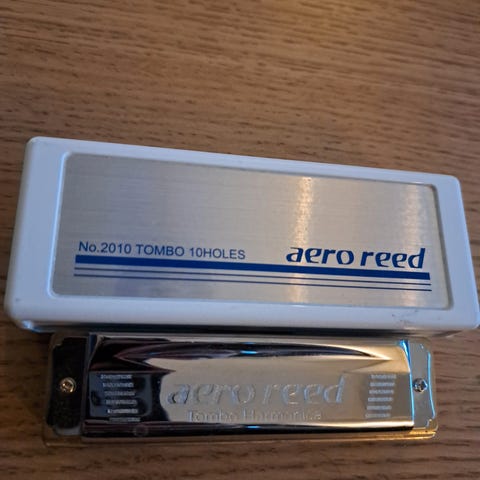 No.2010 TOMBO 10HOLES
aero reed
aero reed
Tombo Harmonica